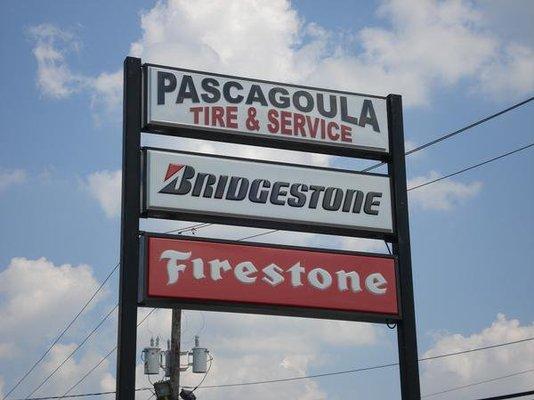 PASCAGOULA
TIRE & SERVICE
BRIDGESTONE
Firestone